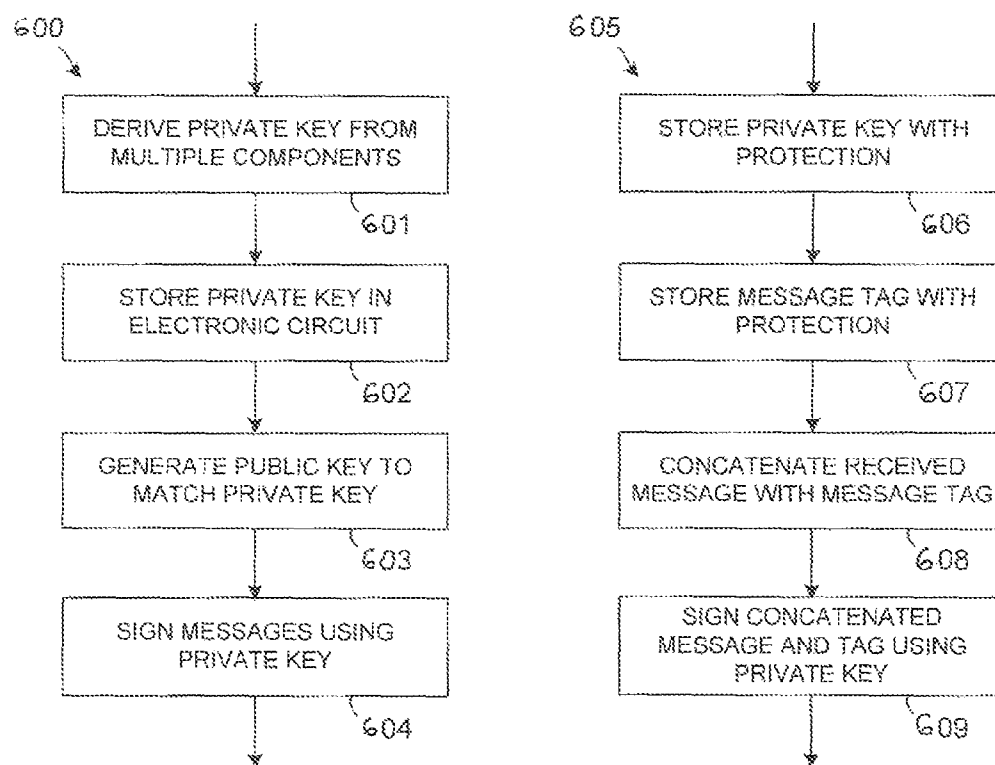 600
DERIVE PRIVATE KEY FROM
MULTIPLE COMPONENTS
601
STORE PRIVATE KEY IN
ELECTRONIC CIRCUIT
602
GENERATE PUBLIC KEY TO
MATCH PRIVATE KEY
603
SIGN MESSAGES USING
PRIVATE KEY
604
605
STORE PRIVATE KEY WITH
PROTECTION
606
STORE MESSAGE TAG WITH
PROTECTION
607
CONCATENATE RECEIVED
MESSAGE WITH MESSAGE TAG
608
SIGN CONCATENATED
MESSAGE AND TAG USING
PRIVATE KEY
609